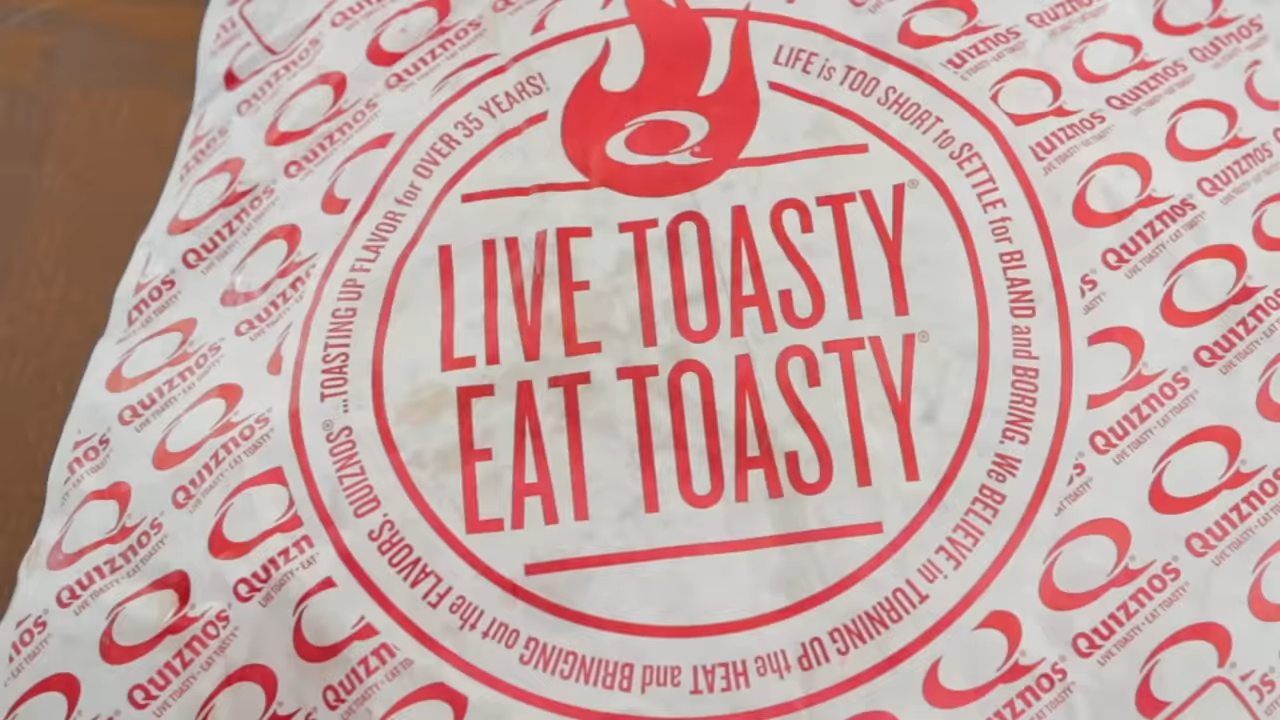 LIFE is TOO SHORT to SETTLE for BLAND and BORING. We BELIEVE in TURNING UP the HEAT and BRINGING out the FLAVORS. QUIZNOS® ...TOASTING UP FLAVOR for OVER 35 YEARS!
Q
LIVE TOASTY®
EAT TOASTY®
QUIZNOS
LIVE TOASTY • EAT TOASTY